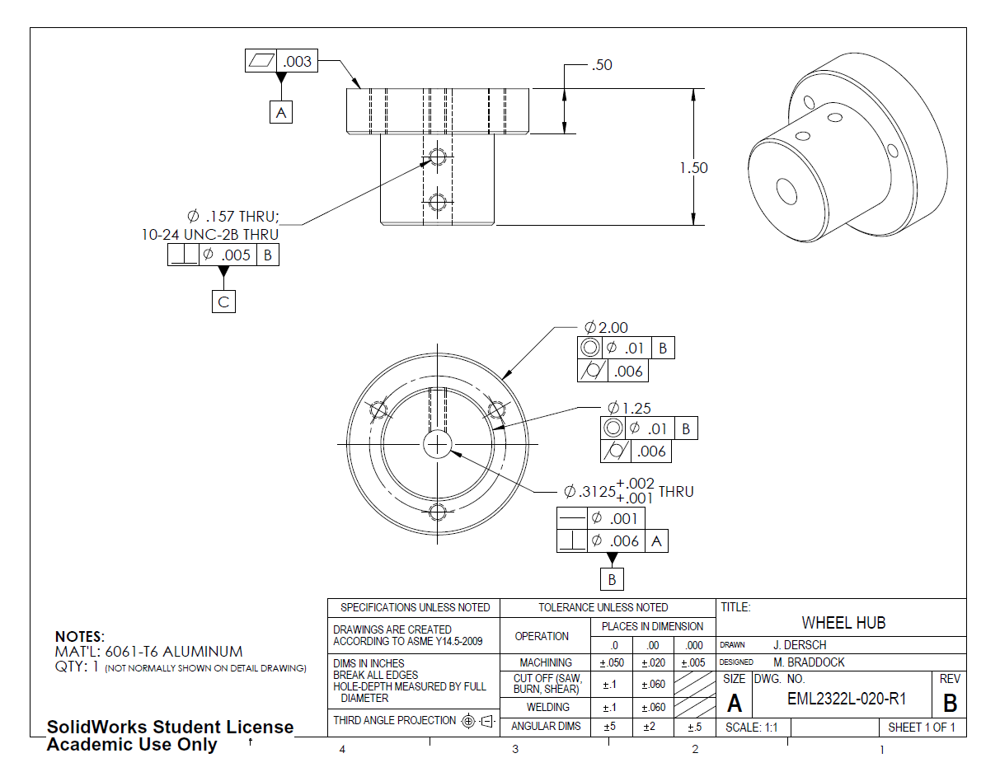 .003
A
.50
1.50
⌀ .157 THRU;
10-24 UNC-2B THRU
⌀ .005 B
C
⌀2.00
⌀ .01 B
.006
⌀1.25
⌀ .01 B
.006
⌀.3125 +.002 +.001 THRU
⌀ .001
⌀ .006 A
B
NOTES:
MAT'L: 6061-T6 ALUMINUM
QTY: 1 (NOT NORMALLY SHOWN ON DETAIL DRAWING)
SolidWorks Student License
Academic Use Only
SPECIFICATIONS UNLESS NOTED
DRAWINGS ARE CREATED
ACCORDING TO ASME Y14.5-2009
DIMS IN INCHES
BREAK ALL EDGES
HOLE-DEPTH MEASURED BY FULL
DIAMETER
THIRD ANGLE PROJECTION
TOLERANCE UNLESS NOTED
OPERATION
PLACES IN DIMENSION
.0 .00 .000
MACHINING ±.050 ±.020 ±.005
CUT OFF (SAW,
BURN, SHEAR) ±.1 ±.060
WELDING ±.1 ±.060
ANGULAR DIMS ±5 ±2 ±.5
TITLE:
WHEEL HUB
DRAWN J. DERSCH
DESIGNED M. BRADDOCK
SIZE DWG. NO. REV
A EML2322L-020-R1 B
SCALE: 1:1 SHEET 1 OF 1
4 3 2 1